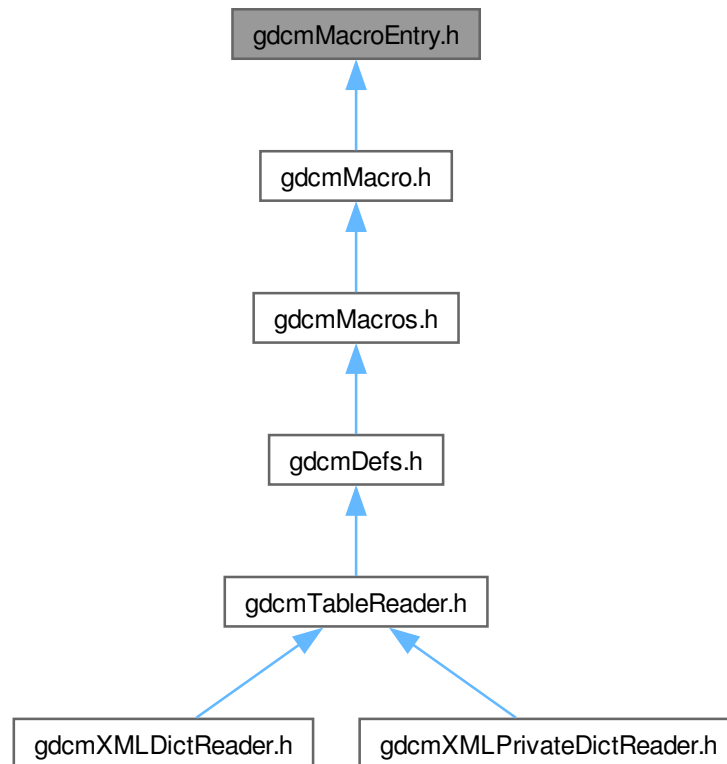 gdcmMacroEntry.h
gdcmMacro.h
gdcmMacros.h
gdcmDefs.h
gdcmTableReader.h
gdcmXMLDictReader.h
gdcmXMLPrivateDictReader.h